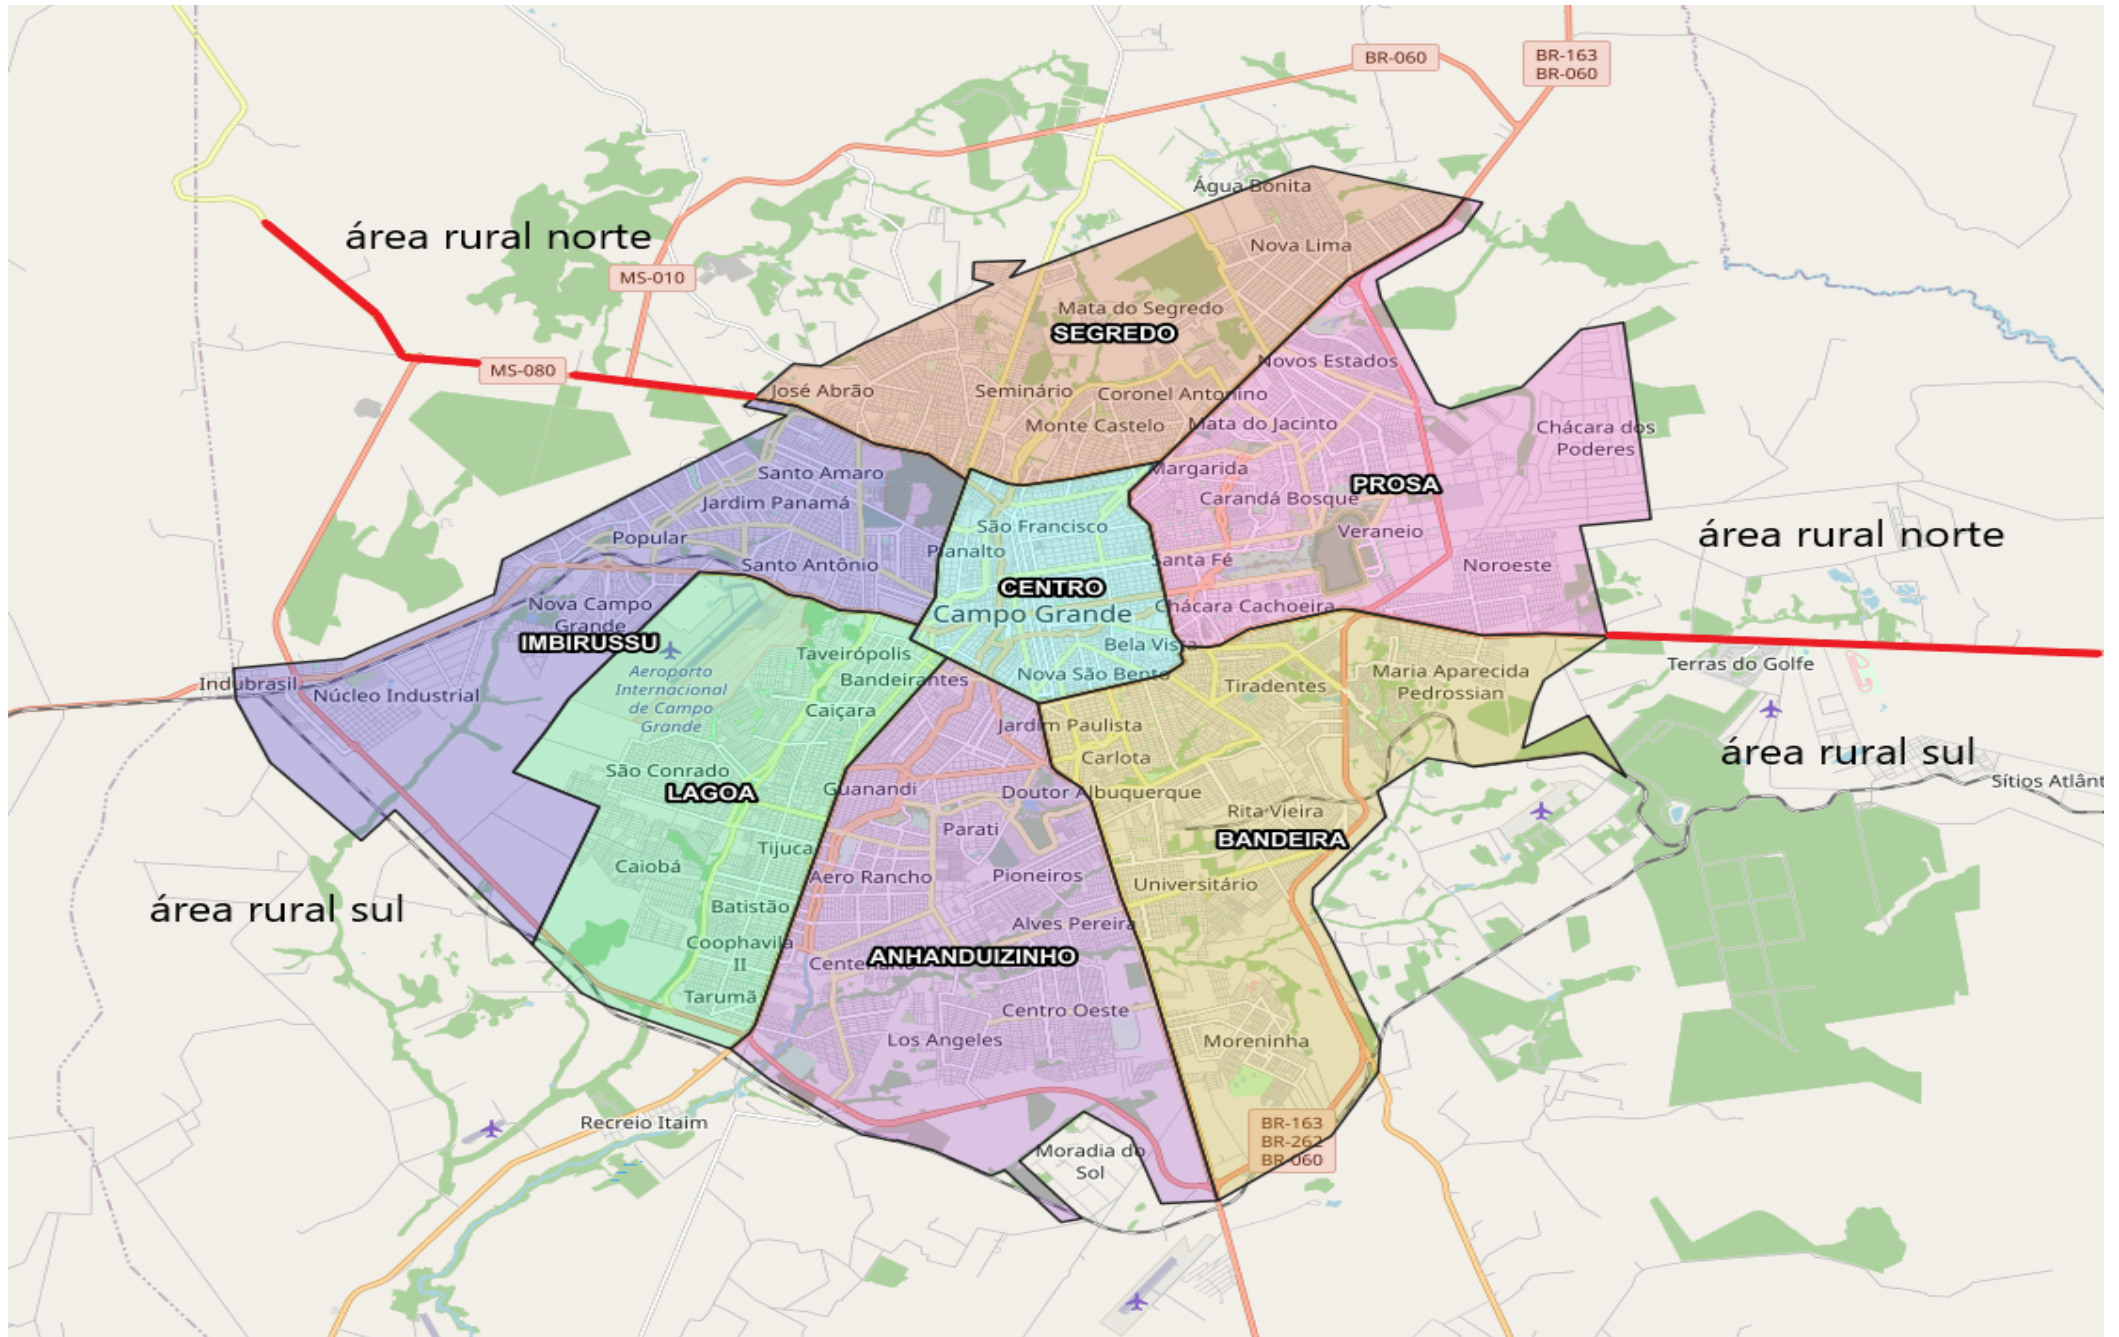 BR-060
BR-163
BR-060
Água Bonita
área rural norte
Nova Lima
MS-010
Mata do Segredo
SEGREDO
MS-080
Novos Estados
José Abrão
Seminário
Coronel Antonino
Monte Castelo
Mata do Jacinto
Chácara dos
Poderes
Santo Amaro
Margarida
PROSA
Jardim Panamá
Carandá Bosque
São Francisco
Veraneio
Popular
Planalto
área rural norte
Santo Antônio
Santa Fé
Noroeste
CENTRO
Nova Campo
Grande
Campo Grande
Chácara Cachoeira
IMBIRUSSU
Bela Vista
Taveirópolis
Terras do Golfe
Aeroporto
Internacional
de Campo
Grande
Indubrasil
Núcleo Industrial
Bandeirantes
Nova São Bento
Tiradentes
Maria Aparecida
Pedrossian
Caiçara
Jardim Paulista
área rural sul
Carlota
São Conrado
LAGOA
Guanandi
Doutor Albuquerque
Sítios Atlânt
Rita Vieira
Parati
BANDEIRA
Tijuca
Caiobá
Aero Rancho
Pioneiros
Universitário
área rural sul
Batistão
Alves Pereira
Coophavila
II
ANHANDUIZINHO
Centenário
Tarumã
Centro Oeste
Los Angeles
Moreninha
Recreio Itaim
BR-163
BR-262
BR-060
Moradia do
Sol